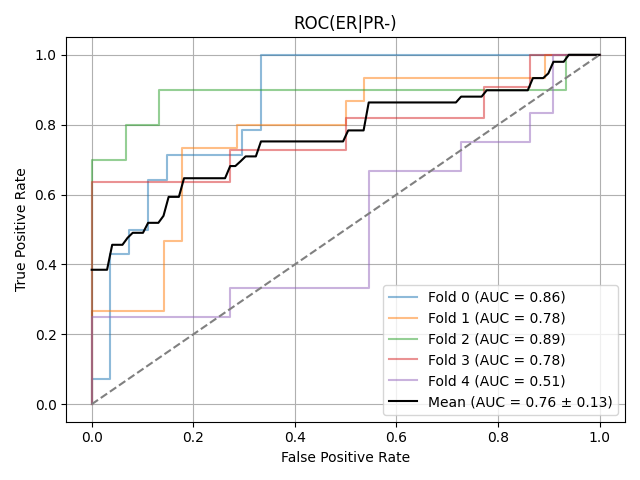 ROC(ER|PR-)
True Positive Rate
1.0
0.8
0.6
0.4
0.2
0.0
0.0 0.2 0.4 0.6 0.8 1.0
False Positive Rate
Fold 0 (AUC = 0.86)
Fold 1 (AUC = 0.78)
Fold 2 (AUC = 0.89)
Fold 3 (AUC = 0.78)
Fold 4 (AUC = 0.51)
Mean (AUC = 0.76 ± 0.13)